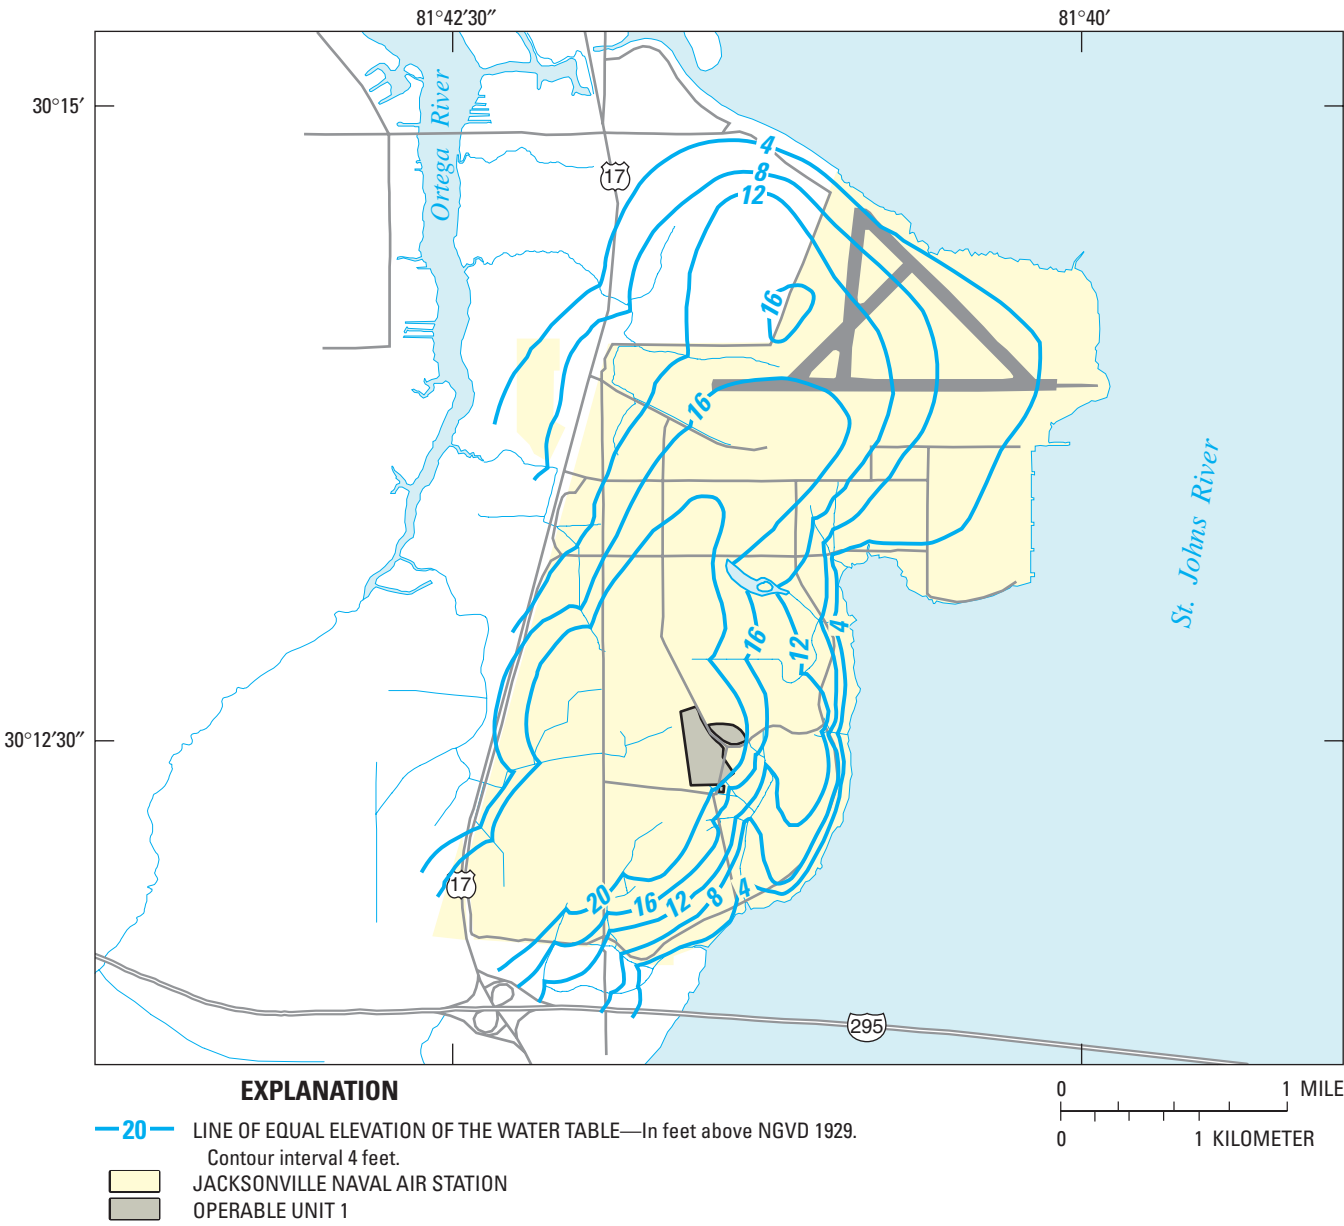 81°42′30″ 81°40′
30°15′
Ortega River
17
4
8
12
16
16
St. Johns River
4
16
12
30°12′30″
17
20
16
12
8
4
295
EXPLANATION
20 LINE OF EQUAL ELEVATION OF THE WATER TABLE—In feet above NGVD 1929.
Contour interval 4 feet.
JACKSONVILLE NAVAL AIR STATION
OPERABLE UNIT 1
0 1 MILE
0 1 KILOMETER